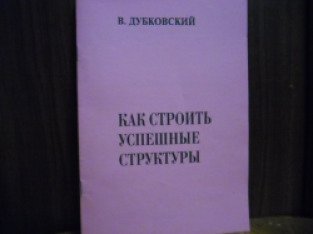 В. ДУБКОВСКИЙ
КАК СТРОИТЬ
УСПЕШНЫЕ
СТРУКТУРЫ